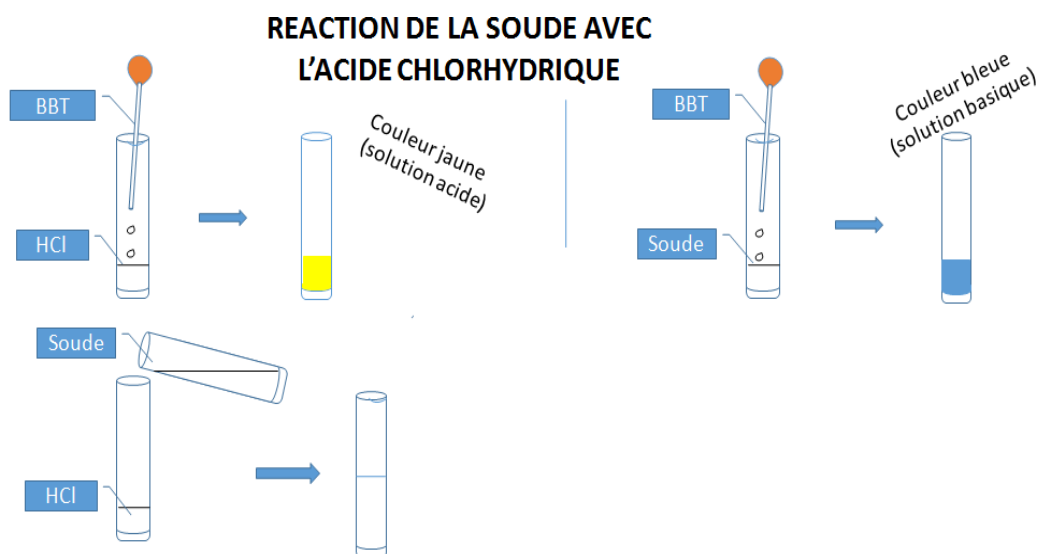 REACTION DE LA SOUDE AVEC
L'ACIDE CHLORHYDRIQUE
BBT
HCl
Couleur jaune
(solution acide)
BBT
Soude
Couleur bleue
(solution basique)
Soude
HCl